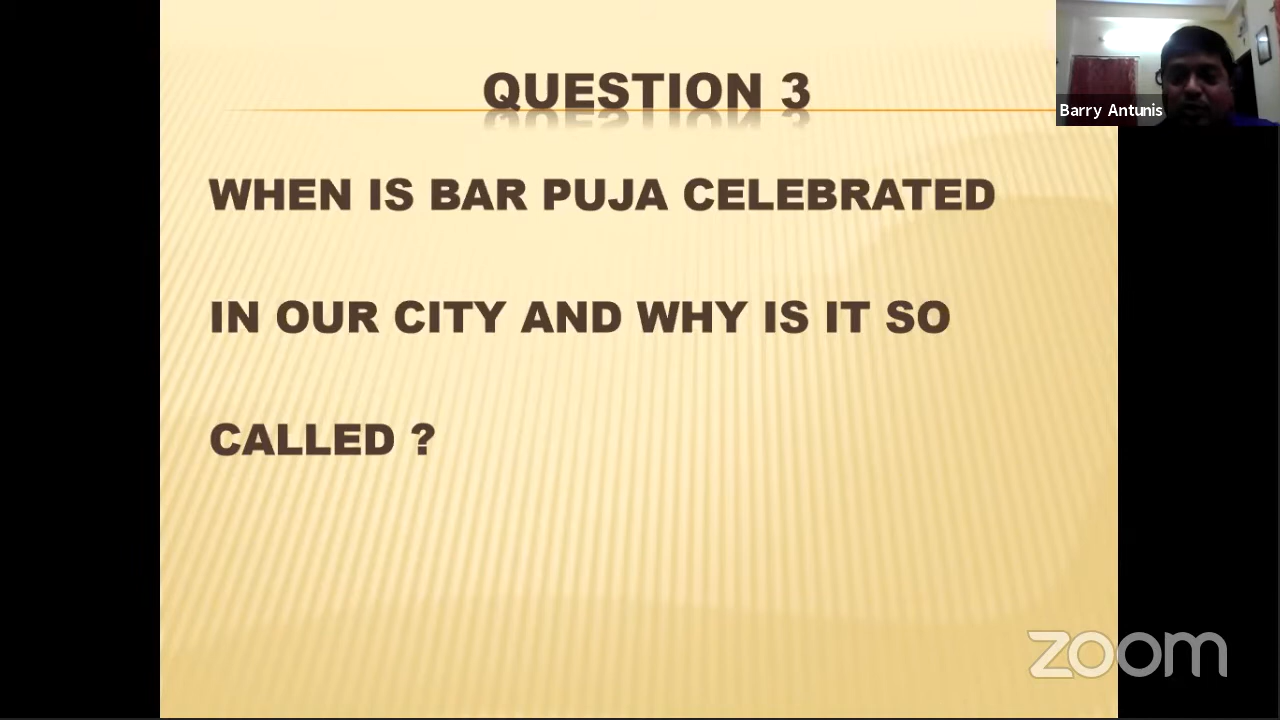 QUESTION 3
Barry Antunis
WHEN IS BAR PUJA CELEBRATED
IN OUR CITY AND WHY IS IT SO
CALLED ?
zoom